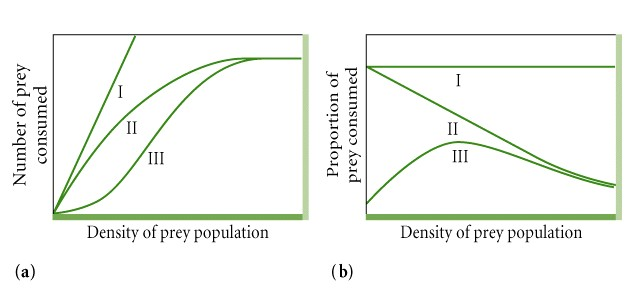 Number of prey
consumed
I
II
III
Density of prey population
(a)
Proportion of
prey consumed
I
II
III
Density of prey population
(b)